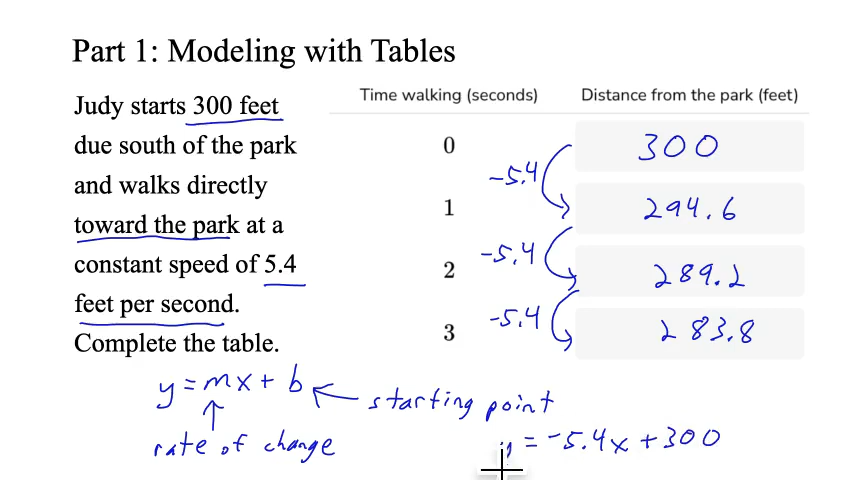 Part 1: Modeling with Tables
Judy starts 300 feet
due south of the park
and walks directly
toward the park at a
constant speed of 5.4
feet per second.
Complete the table.
Time walking (seconds) Distance from the park (feet)
0 300
-5.4
1 294.6
-5.4
2 289.2
-5.4
3 283.8
y = mx + b ← starting point
↑
rate of change
y = -5.4x + 300